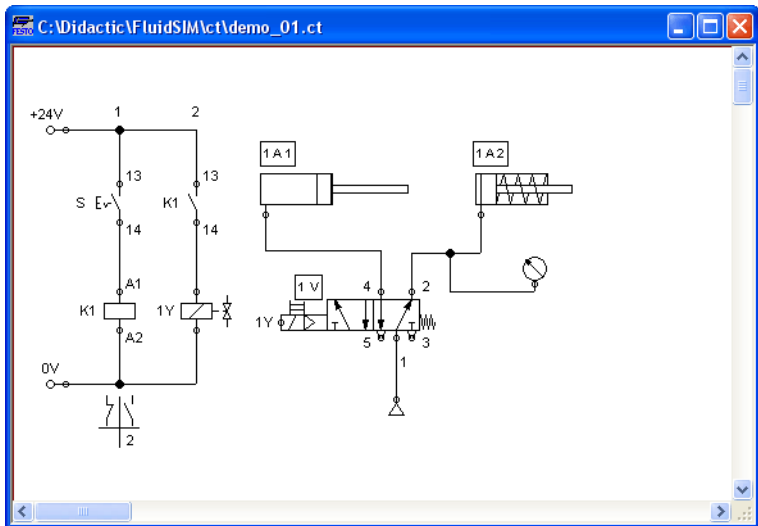 FESTO C:\Didactic\FluidSIM\ct\demo_01.ct
+24V 1 2
1A1 1A2
13 13
S K1
14 14
A1 1V 4 2
K1 1Y 1Y
A2 5 3
1
0V
2